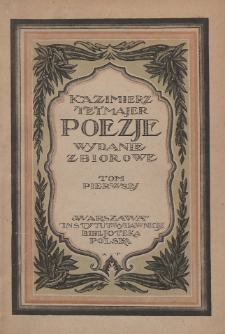 KAZIMIERZ
TETMAJER
POEZJE
WYDANIE
ZBIOROWE
TOM
PIERWSZY
WARSZAWA
INSTYTUT WYDAWNICZY
BIBLJOTEKA
POLSKA